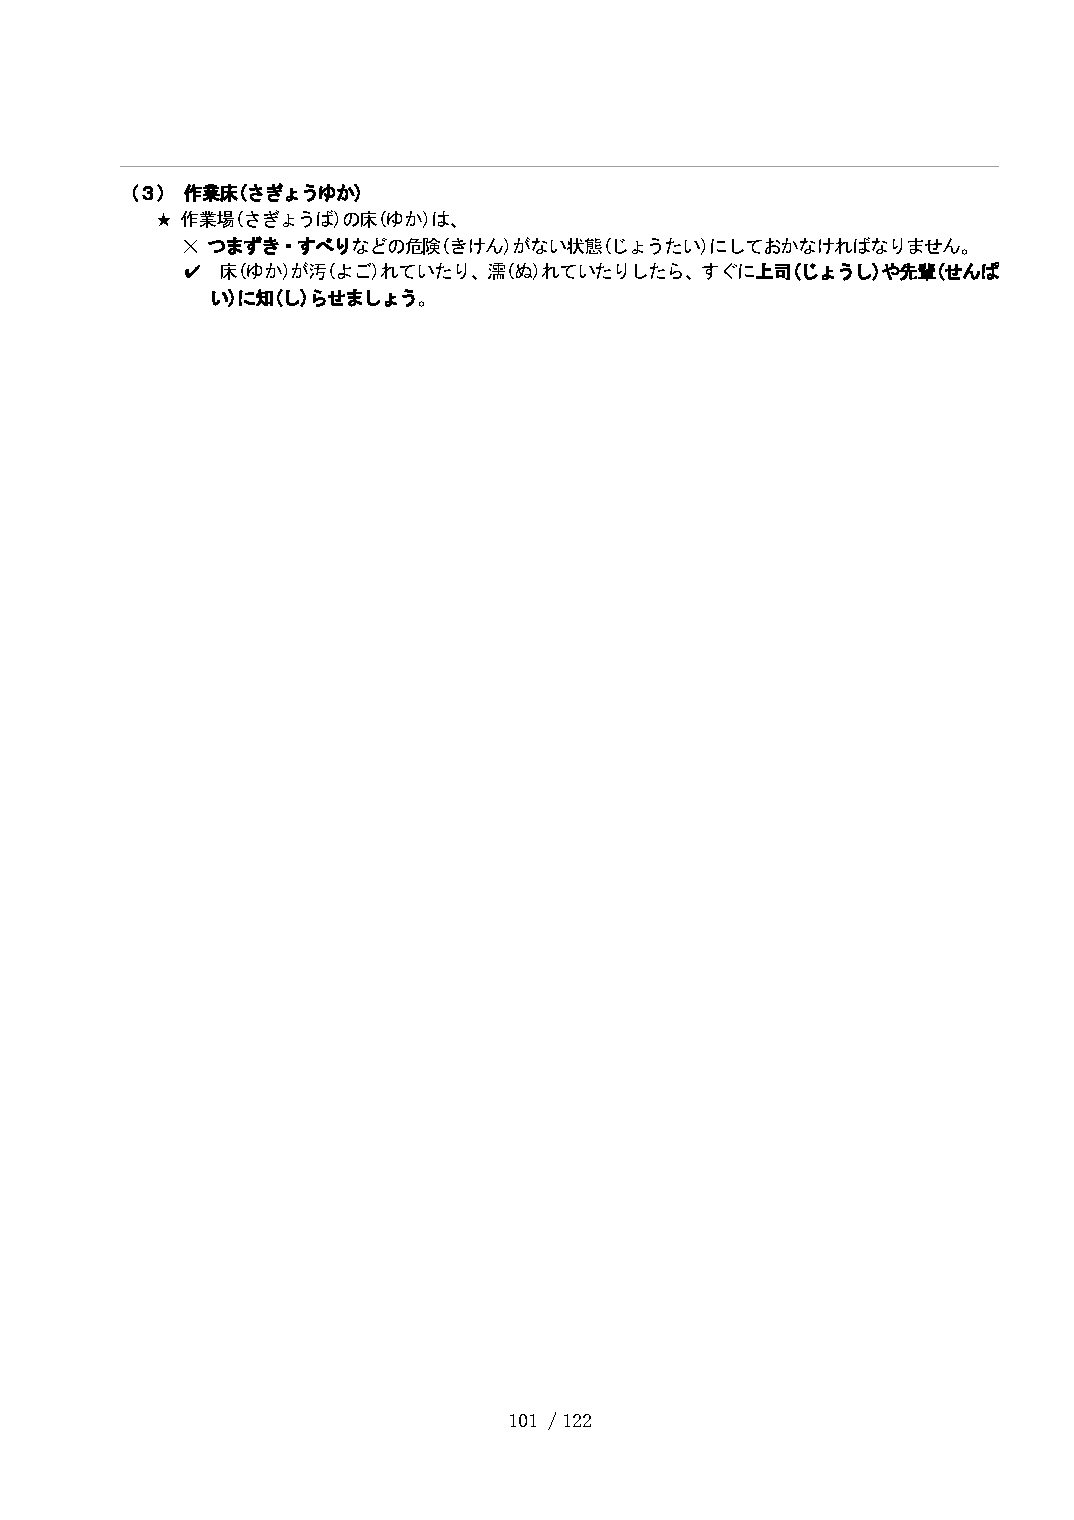 （３） 作業床(さぎょうゆか)
★ 作業場(さぎょうば)の床(ゆか)は、
× つまずき・すべりなどの危険(きけん)がない状態(じょうたい)にしておかなければなりません。
✔ 床(ゆか)が汚(よご)れていたり、濡(ぬ)れていたりしたら、すぐに上司(じょうし)や先輩(せんぱ
い)に知(し)らせましょう。
101 / 122